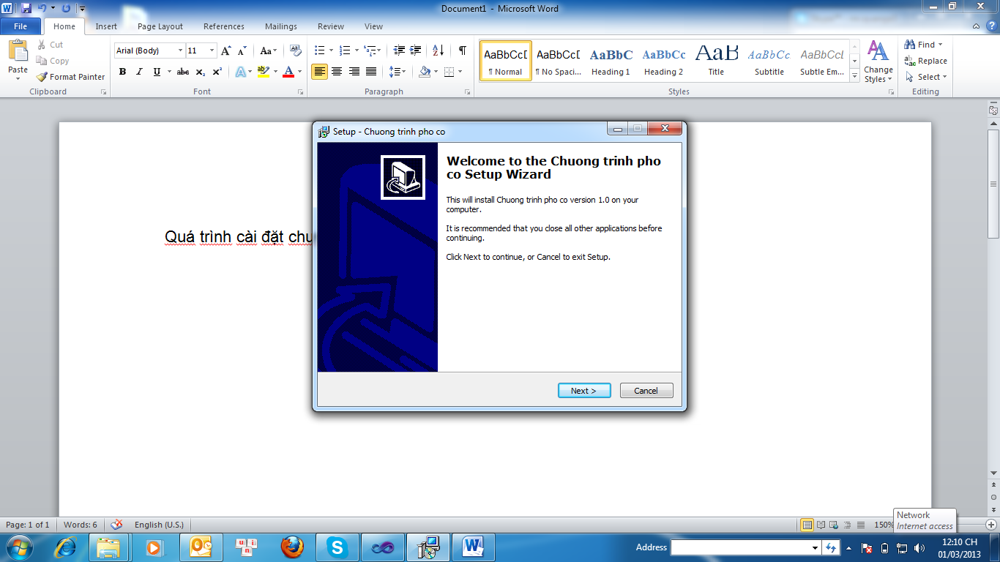 Document1 - Microsoft Word
File Home Insert Page Layout References Mailings Review View
Paste
Cut
Copy
Format Painter
Clipboard
Arial (Body) 11
Aa
B I U abc x₂ x²
A ab A
Font
Paragraph
AaBbCcD AaBbCcD AaBbC AaBbCc AaB AaBbCc. AaBbCcD
¶ Normal ¶ No Spaci... Heading 1 Heading 2 Title Subtitle Subtle Em...
Styles
Change
Styles
Find
Replace
Select
Editing
Quá trình cài đặt
Setup - Chuong trinh pho co
Welcome to the Chuong trinh pho
co Setup Wizard
This will install Chuong trinh pho co version 1.0 on your
computer.
It is recommended that you close all other applications before
continuing.
Click Next to continue, or Cancel to exit Setup.
Next >
Cancel
Page: 1 of 1 Words: 6 English (U.S.) 150%
Network
Internet access
Address
12:10 CH
01/03/2013